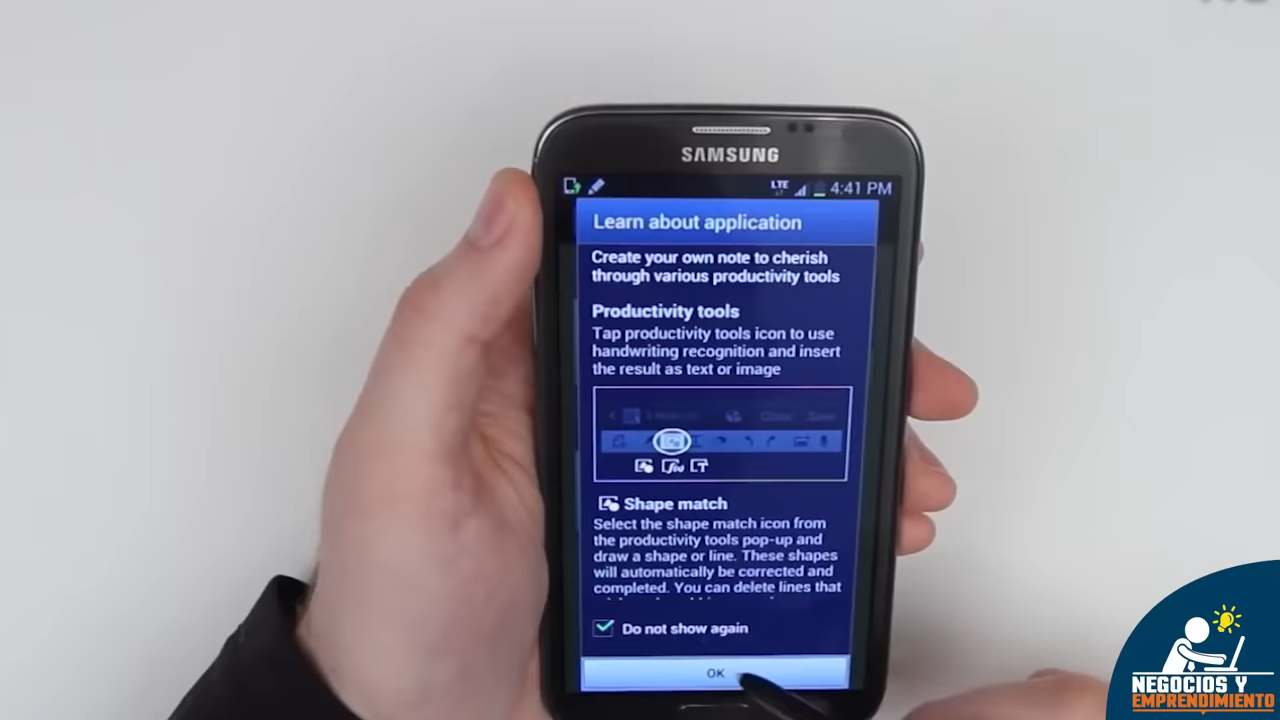 SAMSUNG
LTE 4:41 PM
Learn about application
Create your own note to cherish
through various productivity tools
Productivity tools
Tap productivity tools icon to use
handwriting recognition and insert
the result as text or image
Shape match
Select the shape match icon from
the productivity tools pop-up and
draw a shape or line. These shapes
will automatically be corrected and
completed. You can delete lines that
Do not show again
OK
NEGOCIOS Y
EMPRENDIMIENTO